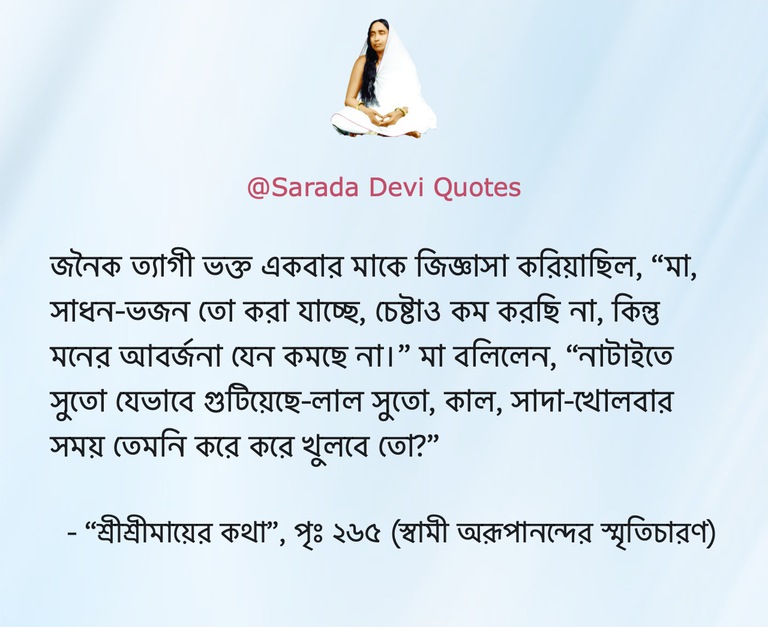 @Sarada Devi Quotes
জনৈক ত্যাগী ভক্ত একবার মাকে জিজ্ঞাসা করিয়াছিল, “মা,
সাধন-ভজন তো করা যাচ্ছে, চেষ্টাও কম করছি না, কিন্তু
মনের আবর্জনা যেন কমছে না।” মা বলিলেন, “নাটাইতে
সুতো যেভাবে গুটিয়েছে-লাল সুতো, কাল, সাদা-খোলবার
সময় তেমনি করে করে খুলবে তো?”
- “শ্রীশ্রীমায়ের কথা”, পৃঃ ২৬৫ (স্বামী অরূপানন্দের স্মৃতিচারণ)